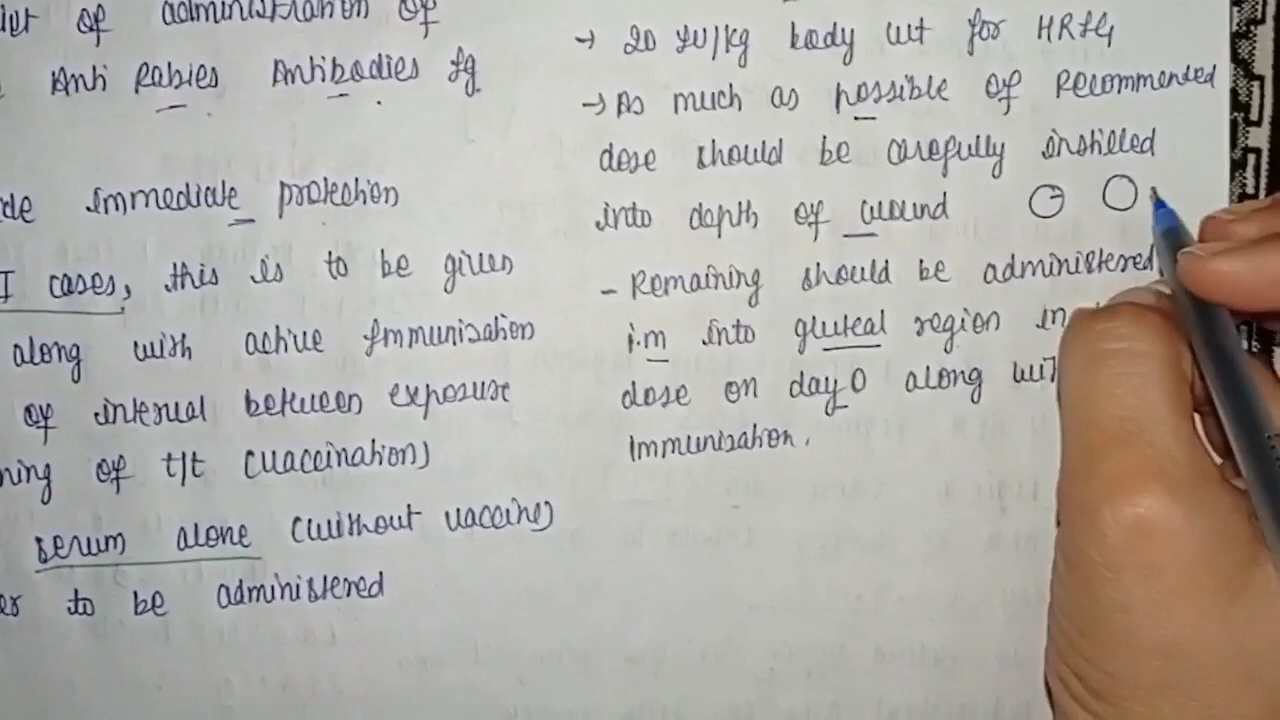 of administration of
Anti Rabies Antibodies Ig.
immediate protection
I cases, this is to be given
along with active Immunisation
of interval between exposure
of t/t (vaccination)
serum alone (without vaccine)
to be administered
→ 20 IU/kg body wt for HRIG
→ As much as possible of Recommended
dose should be carefully instilled
into depth of wound
- Remaining should be administered
i.m into gluteal region in
dose on day 0 along
Immunisation.